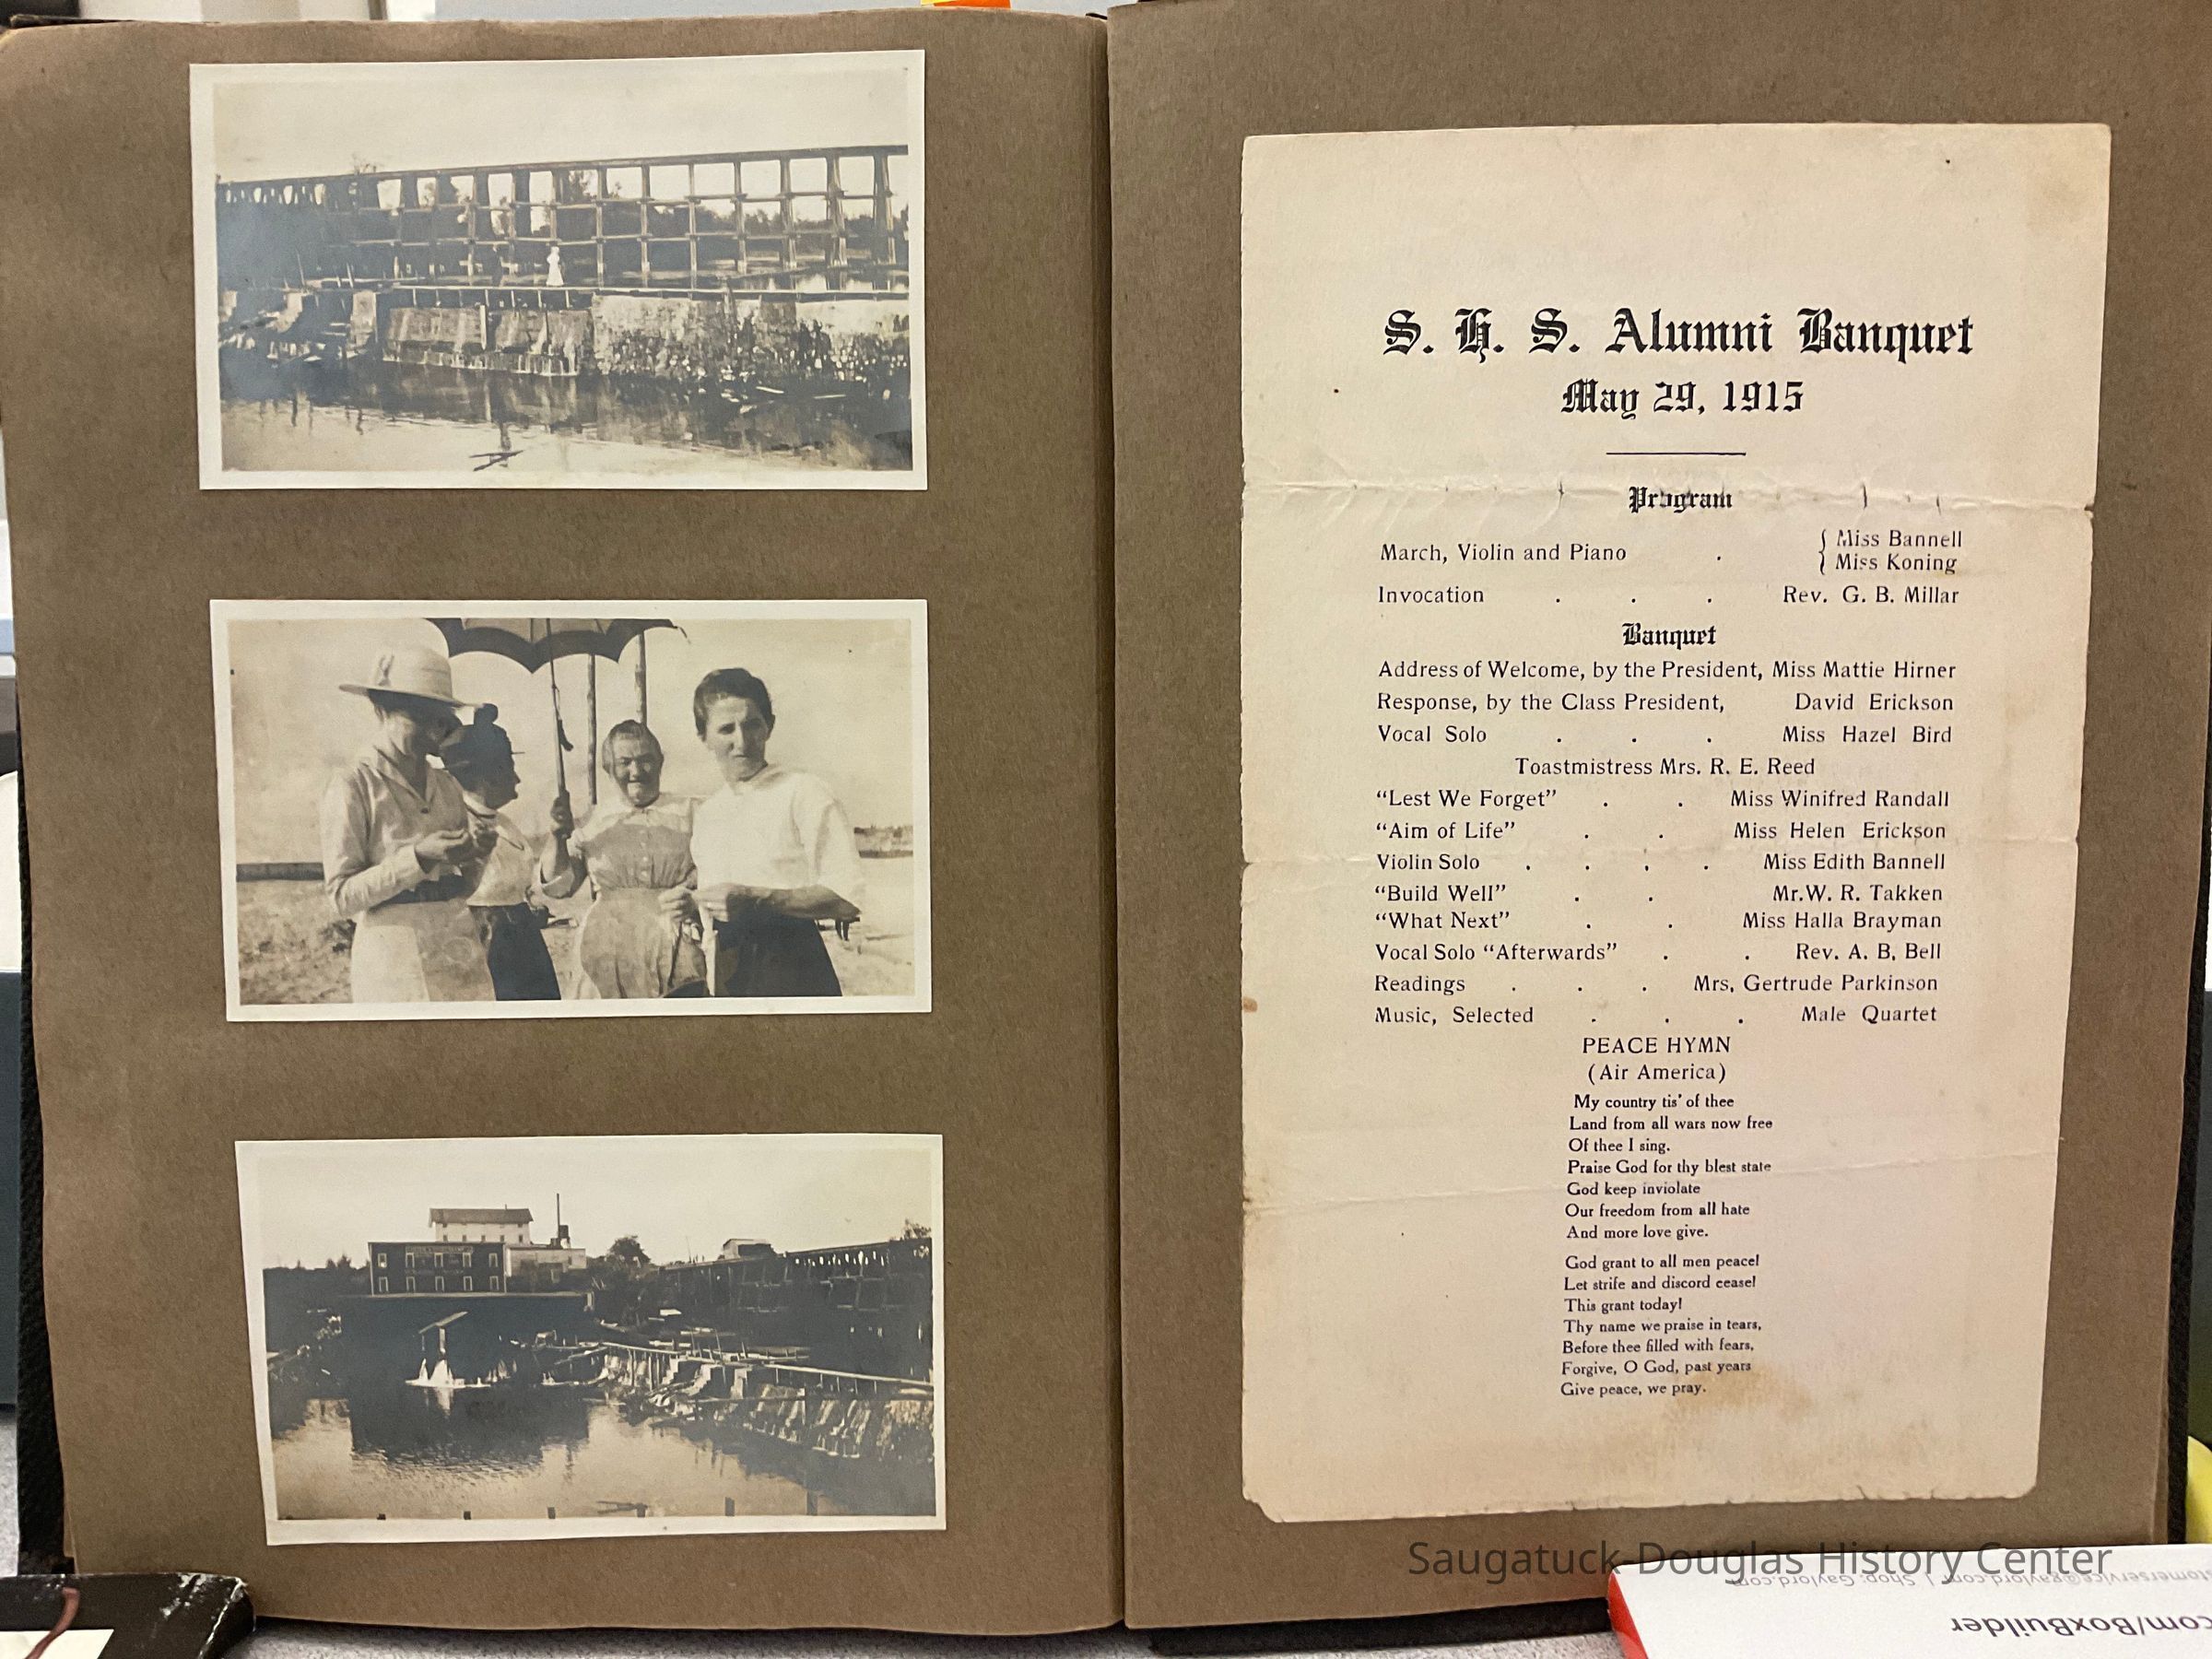 S. H. S. Alumni Banquet
May 29, 1915
Program
March, Violin and Piano . { Miss Bannell
{ Miss Koning
Invocation . . . Rev. G. B. Millar
Banquet
Address of Welcome, by the President, Miss Mattie Hirner
Response, by the Class President, David Erickson
Vocal Solo . . . Miss Hazel Bird
Toastmistress Mrs. R. E. Reed
“Lest We Forget” . . Miss Winifred Randall
“Aim of Life” . . Miss Helen Erickson
Violin Solo . . . . Miss Edith Bannell
“Build Well” . . Mr. W. R. Takken
“What Next” . . Miss Halla Brayman
Vocal Solo “Afterwards” . . Rev. A. B, Bell
Readings . . . Mrs, Gertrude Parkinson
Music, Selected . . . Male Quartet
PEACE HYMN
(Air America)
My country tis’ of thee
Land from all wars now free
Of thee I sing.
Praise God for thy blest state
God keep inviolate
Our freedom from all hate
And more love give.
God grant to all men peace!
Let strife and discord cease!
This grant today!
Thy name we praise in tears,
Before thee filled with fears,
Forgive, O God, past years
Give peace, we pray.
Saugatuck-Douglas History Center
stomerservice@gaylord.com | Shop: Gaylord.com
com/BoxBuilder